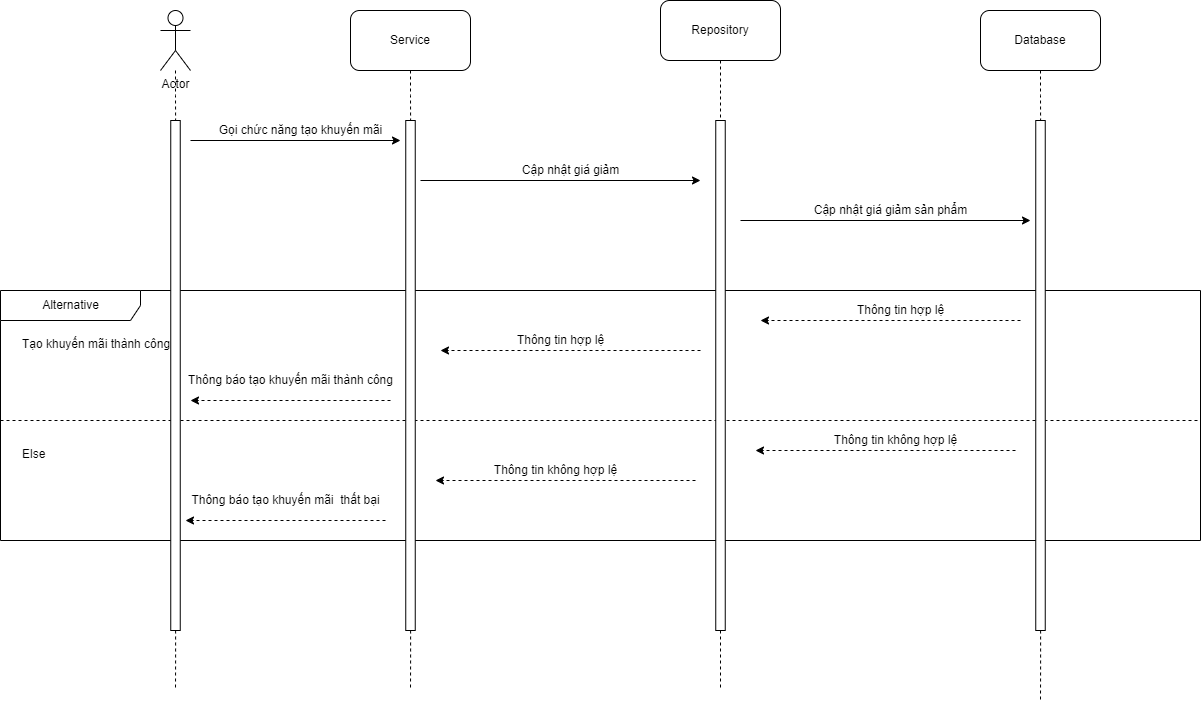 Actor
Service
Repository
Database
Gọi chức năng tạo khuyến mãi
Cập nhật giá giảm
Cập nhật giá giảm sản phẩm
Alternative
Thông tin hợp lệ
Thông tin hợp lệ
Tạo khuyến mãi thành công
Thông báo tạo khuyến mãi thành công
Thông tin không hợp lệ
Else
Thông tin không hợp lệ
Thông báo tạo khuyến mãi  thất bại